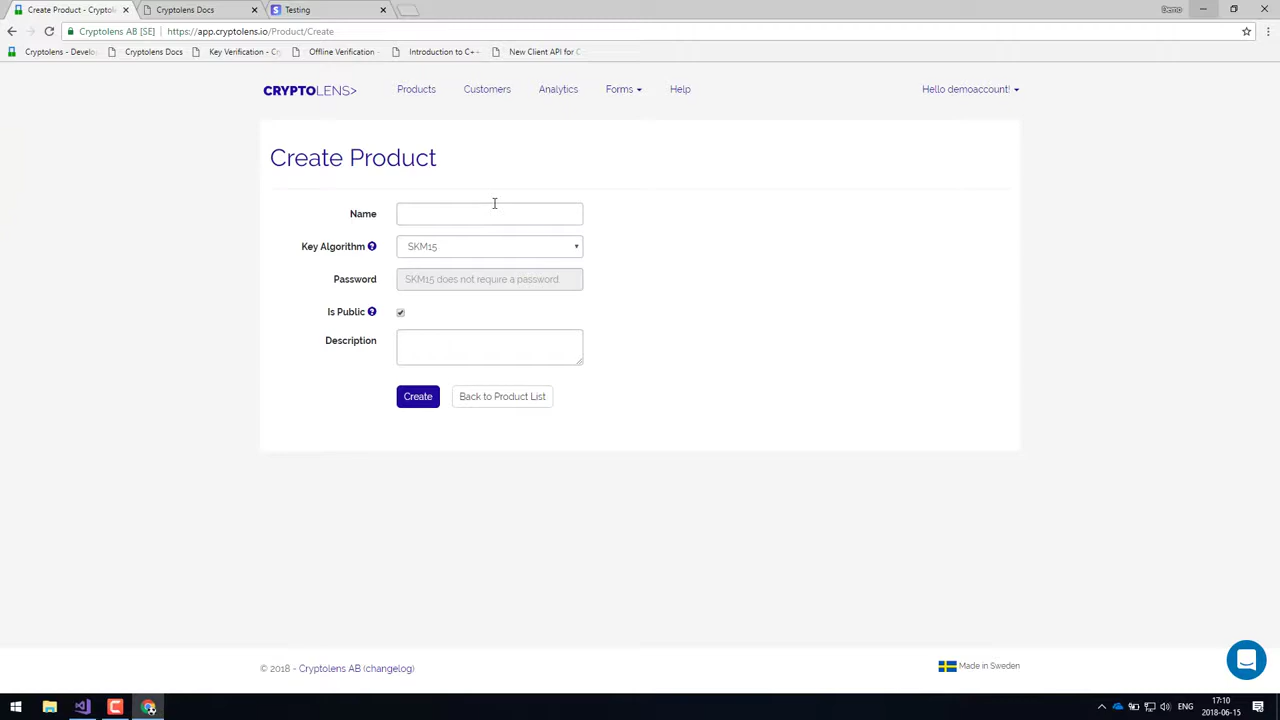 Create Product - Cryptol
Cryptolens Docs
Testing
Demo
Cryptolens AB [SE]
https://app.cryptolens.io/Product/Create
Cryptolens - Develo
Cryptolens Docs
Key Verification - Cr
Offline Verification
Introduction to C++
New Client API for C
CRYPTOLENS>
Products
Customers
Analytics
Forms
Help
Hello demoaccount!
Create Product
Name
Key Algorithm ?
SKM15
Password
SKM15 does not require a password.
Is Public ?
Description
Create
Back to Product List
© 2018 - Cryptolens AB (changelog)
Made in Sweden
ENG
17:10
2018-06-15